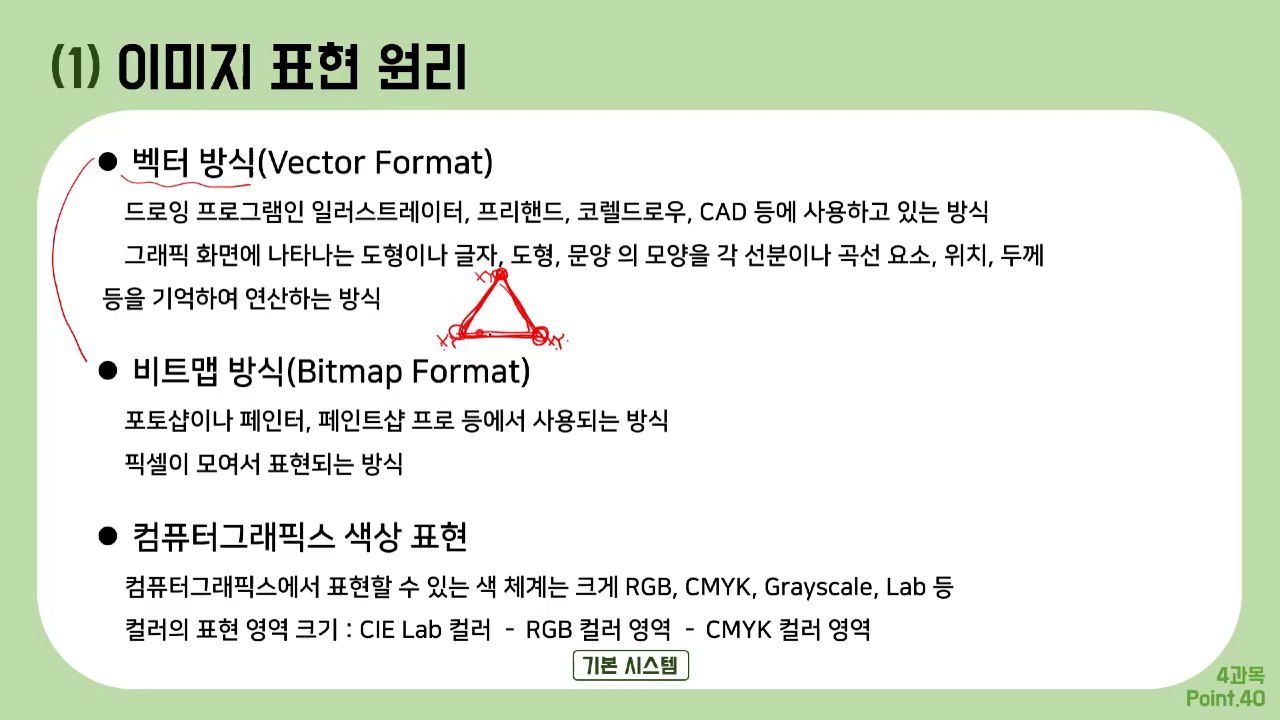 (1) 이미지 표현 원리
● 벡터 방식(Vector Format)
드로잉 프로그램인 일러스트레이터, 프리핸드, 코렐드로우, CAD 등에 사용하고 있는 방식
그래픽 화면에 나타나는 도형이나 글자, 도형, 문양 의 모양을 각 선분이나 곡선 요소, 위치, 두께
등을 기억하여 연산하는 방식
XY
X.Y
XY.
● 비트맵 방식(Bitmap Format)
포토샵이나 페인터, 페인트샵 프로 등에서 사용되는 방식
픽셀이 모여서 표현되는 방식
● 컴퓨터그래픽스 색상 표현
컴퓨터그래픽스에서 표현할 수 있는 색 체계는 크게 RGB, CMYK, Grayscale, Lab 등
컬러의 표현 영역 크기 : CIE Lab 컬러 - RGB 컬러 영역 - CMYK 컬러 영역
기본 시스템
4과목
Point.40